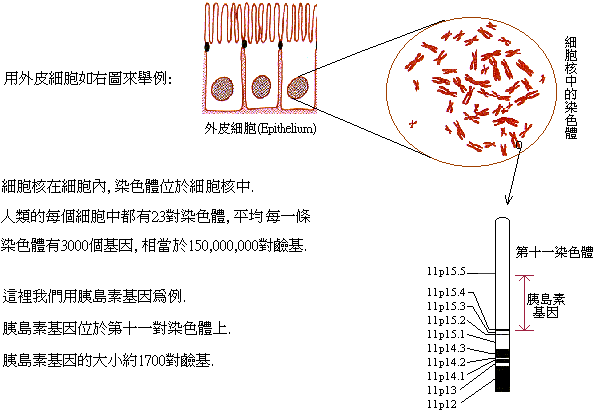 用外皮細胞如右圖來舉例:
外皮細胞(Epithelium)
細胞核中的染色體
細胞核在細胞內, 染色體位於細胞核中.
人類的每個細胞中都有23對染色體, 平均每一條
染色體有3000個基因, 相當於150,000,000對鹼基.
這裡我們用胰島素基因爲例.
胰島素基因位於第十一對染色體上.
胰島素基因的大小約1700對鹼基.
第十一染色體
11p15.5
11p15.4
11p15.3
11p15.2
11p15.1
11p14.3
11p14.2
11p14.1
11p13
11p12
胰島素
基因